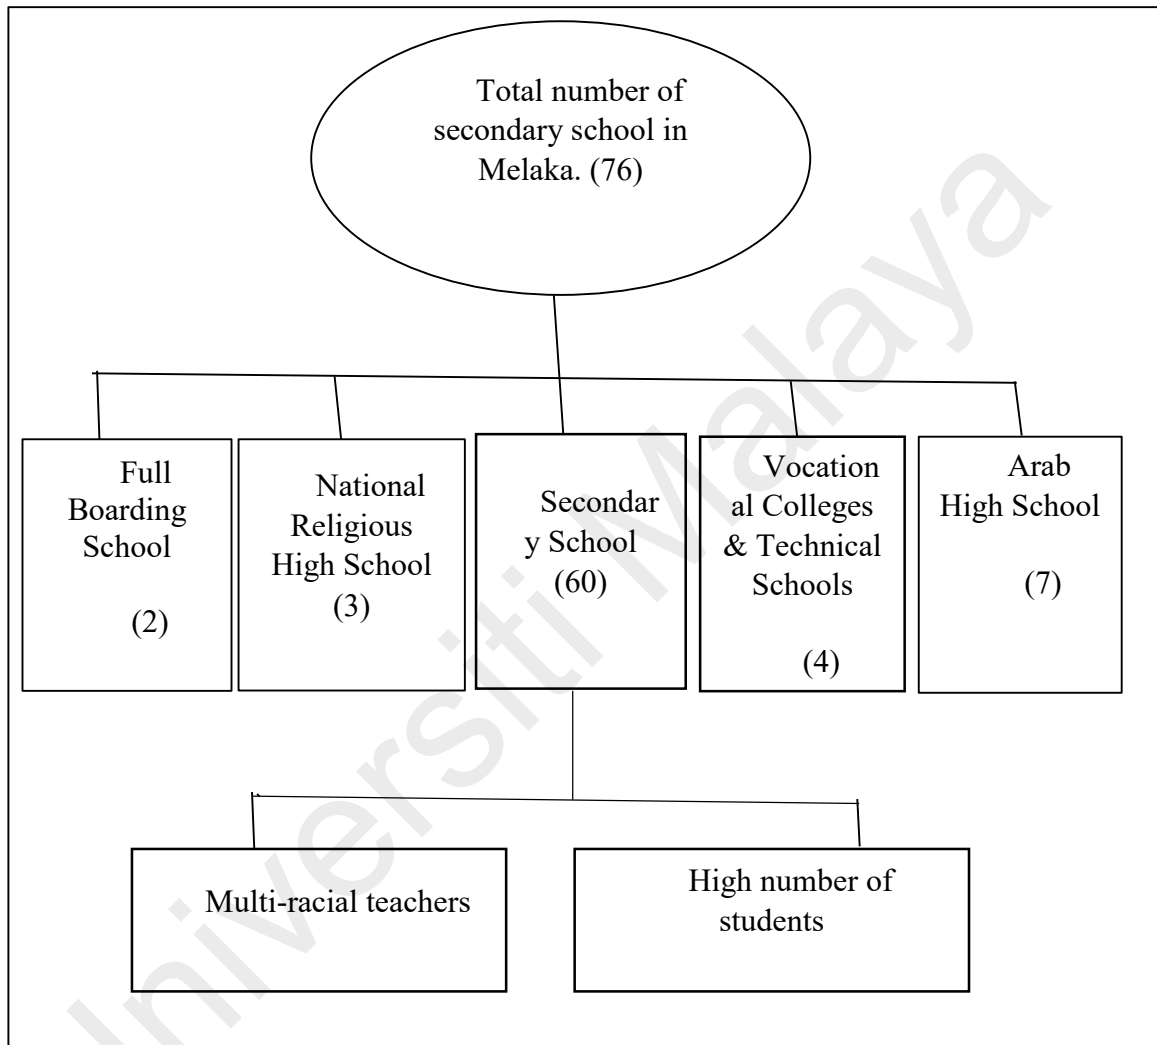 Total number of
secondary school in
Melaka. (76)
Full
Boarding
School
(2)
National
Religious
High School
(3)
Secondar
y School
(60)
Vocation
al Colleges
& Technical
Schools
(4)
Arab
High School
(7)
Multi-racial teachers
High number of
students
Universiti Malaya